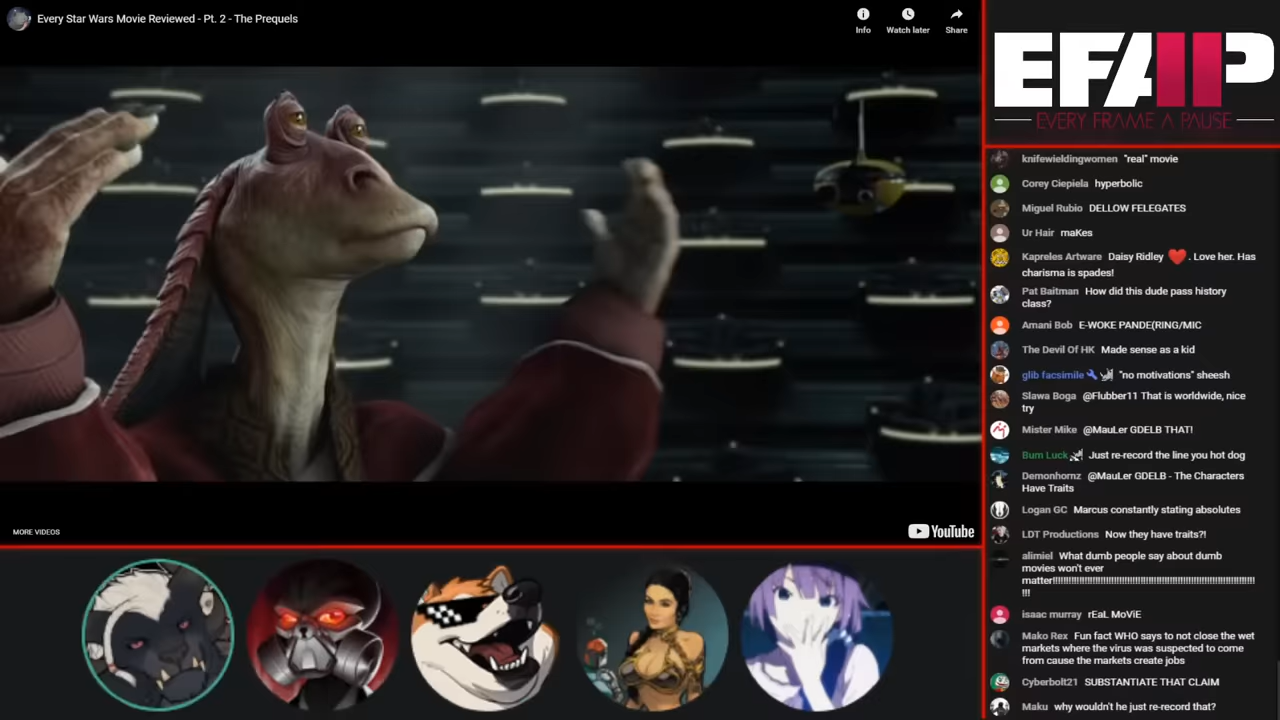 Every Star Wars Movie Reviewed - Pt. 2 - The Prequels
Info
Watch later
Share
MORE VIDEOS
YouTube
EFAP
EVERY FRAME A PAUSE
knifewieldingwomen "real" movie
Corey Ciepiela hyperbolic
Miguel Rubio DELLOW FELEGATES
Ur Hair maKes
Kapreles Artware Daisy Ridley ❤️. Love her. Has
charisma is spades!
Pat Baitman How did this dude pass history
class?
Amani Bob E-WOKE PANDE(RING/MIC
The Devil Of HK Made sense as a kid
glib facsimile "no motivations" sheesh
Slawa Boga @Flubber11 That is worldwide, nice
try
Mister Mike @MauLer GDELB THAT!
Bum Luck Just re-record the line you hot dog
Demonhornz @MauLer GDELB - The Characters
Have Traits
Logan GC Marcus constantly stating absolutes
LDT Productions Now they have traits?!
alimiel What dumb people say about dumb
movies won't ever
matter!!!!!!!!!!!!!!!!!!!!!!!!!!!!!!!!!!!!!!!!!!!!!!!!!!!!!!!!!!!!
!!!
isaac murray rEaL MoViE
Mako Rex Fun fact WHO says to not close the wet
markets where the virus was suspected to come
from cause the markets create jobs
Cyberbolt21 SUBSTANTIATE THAT CLAIM
Maku why wouldn't he just re-record that?